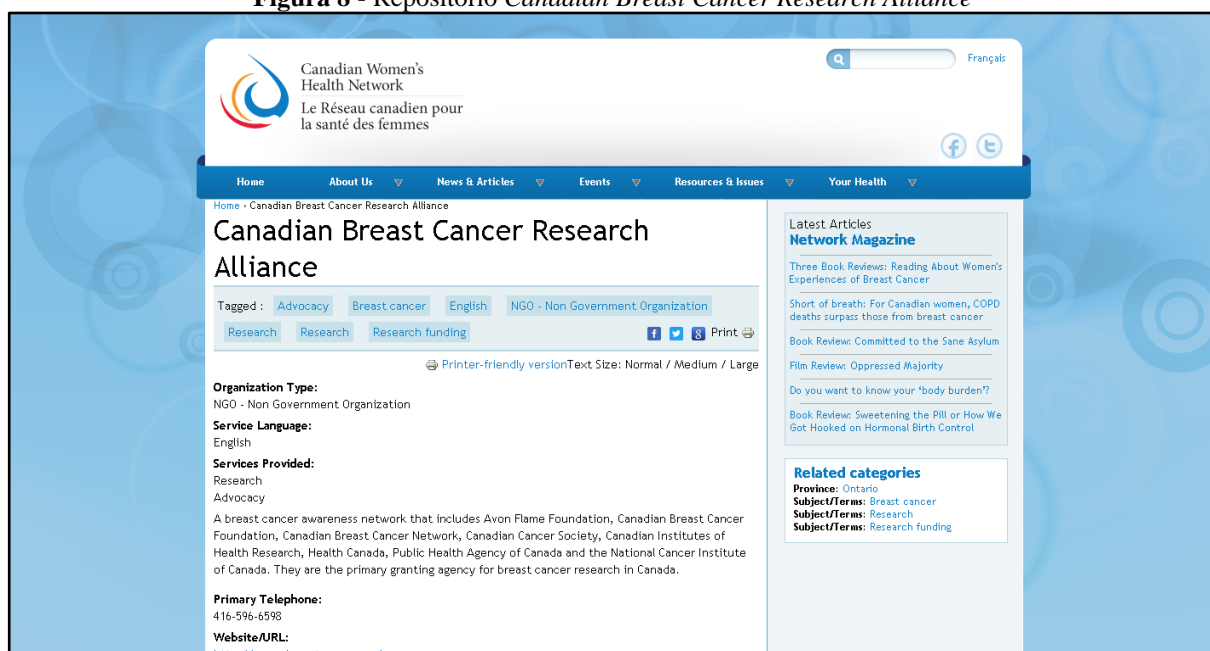 Figura 8 - Repositório Canadian Breast Cancer Research Alliance
Canadian Women's
Health Network
Le Réseau canadien pour
la santé des femmes
Français
Home About Us News & Articles Events Resources & Issues Your Health
Home › Canadian Breast Cancer Research Alliance
Canadian Breast Cancer Research
Alliance
Tagged : Advocacy Breast cancer English NGO - Non Government Organization
Research Research Research funding Print
Printer-friendly versionText Size: Normal / Medium / Large
Organization Type:
NGO - Non Government Organization
Service Language:
English
Services Provided:
Research
Advocacy
A breast cancer awareness network that includes Avon Flame Foundation, Canadian Breast Cancer
Foundation, Canadian Breast Cancer Network, Canadian Cancer Society, Canadian Institutes of
Health Research, Health Canada, Public Health Agency of Canada and the National Cancer Institute
of Canada. They are the primary granting agency for breast cancer research in Canada.
Primary Telephone:
416-596-6598
Website/URL:
Latest Articles
Network Magazine
Three Book Reviews: Reading About Women's
Experiences of Breast Cancer
Short of breath: For Canadian women, COPD
deaths surpass those from breast cancer
Book Review: Committed to the Sane Asylum
Film Review: Oppressed Majority
Do you want to know your ‘body burden’?
Book Review: Sweetening the Pill or How We
Got Hooked on Hormonal Birth Control
Related categories
Province: Ontario
Subject/Terms: Breast cancer
Subject/Terms: Research
Subject/Terms: Research funding